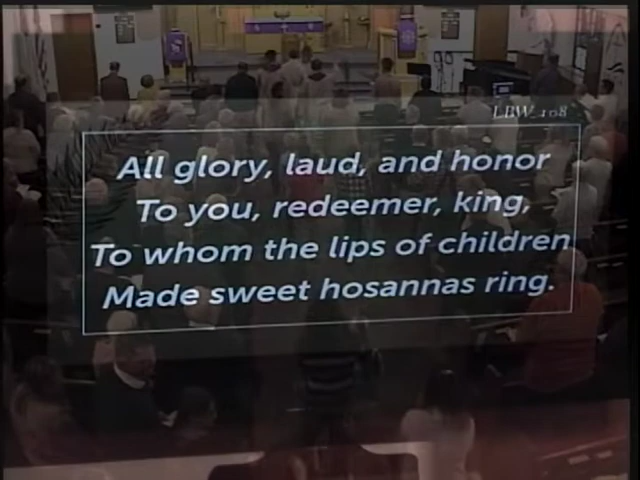 LBW 108
All glory, laud, and honor
To you, redeemer, king,
To whom the lips of children
Made sweet hosannas ring.